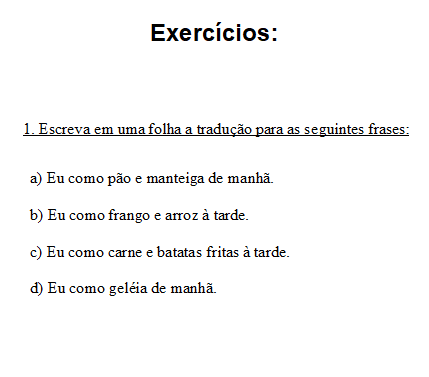 Exercícios:
1. Escreva em uma folha a tradução para as seguintes frases:
a) Eu como pão e manteiga de manhã.
b) Eu como frango e arroz à tarde.
c) Eu como carne e batatas fritas à tarde.
d) Eu como geléia de manhã.